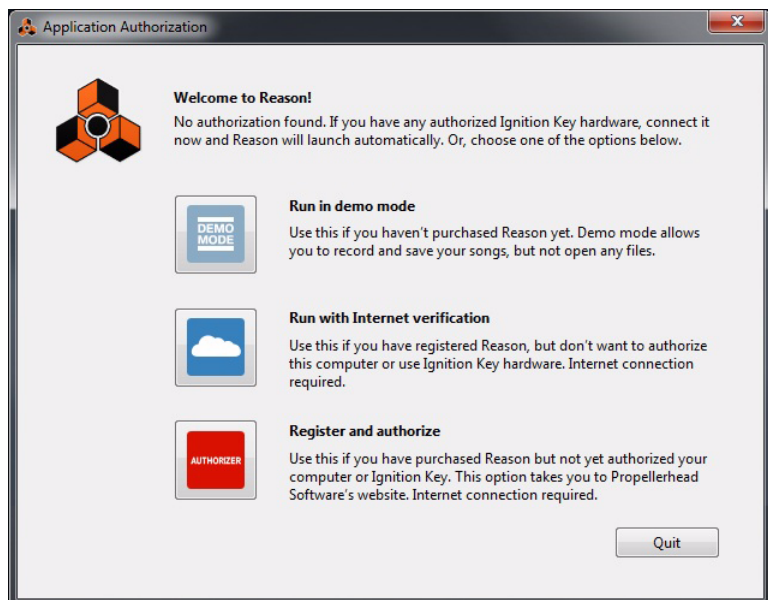 Application Authorization
Welcome to Reason!
No authorization found. If you have any authorized Ignition Key hardware, connect it
now and Reason will launch automatically. Or, choose one of the options below.
DEMO
MODE
Run in demo mode
Use this if you haven't purchased Reason yet. Demo mode allows
you to record and save your songs, but not open any files.
Run with Internet verification
Use this if you have registered Reason, but don't want to authorize
this computer or use Ignition Key hardware. Internet connection
required.
AUTHORIZER
Register and authorize
Use this if you have purchased Reason but not yet authorized your
computer or Ignition Key. This option takes you to Propellerhead
Software's website. Internet connection required.
Quit